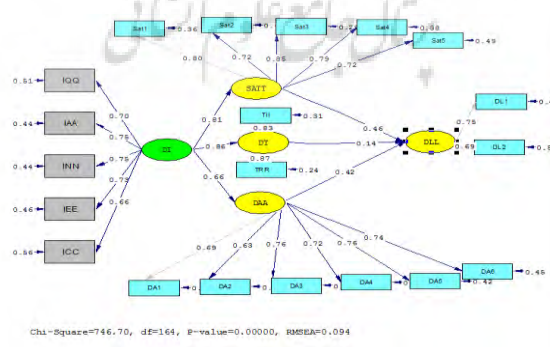 Sat1 0.36 Sat2 Sat3 Sat4 Sat5 0.49
0.80 0.72 0.85 0.79 0.72
SATT
0.51 IQQ 0.70
0.44 IAA 0.75
0.44 INN 0.75
0.46 IEE 0.73
0.56 ICC 0.66
0.81 0.86 0.66
TII 0.31
0.83
DT
0.87
TRR 0.24
DAA
0.46 0.14 0.42
DLL
0.75 DL1
0.69 DL2
0.69 0.63 0.76 0.72 0.76 0.74
DA1 DA2 DA3 DA4 DA5 0.42 DA6 0.45
Chi-Square=746.70, df=164, P-value=0.00000, RMSEA=0.094